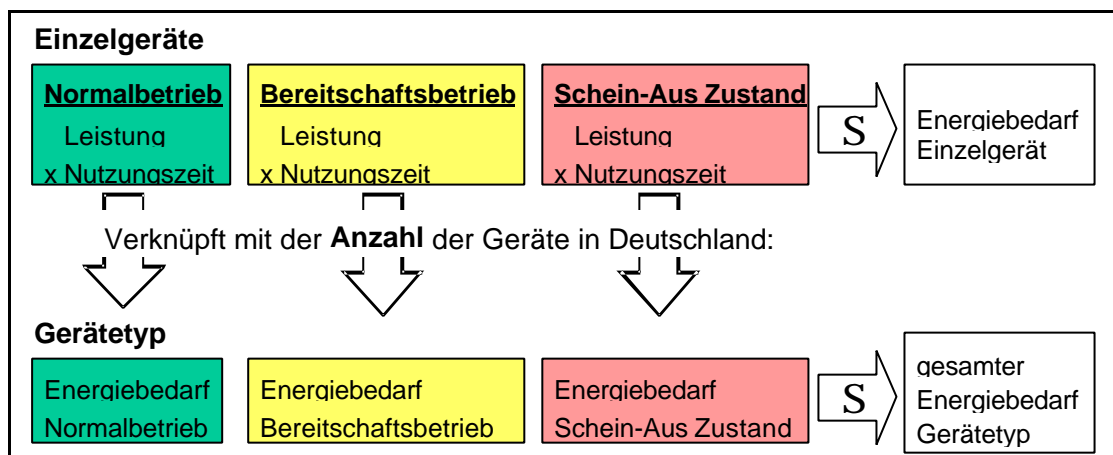 Einzelgeräte
Normalbetrieb
Leistung
x Nutzungszeit
Bereitschaftsbetrieb
Leistung
x Nutzungszeit
Schein-Aus Zustand
Leistung
x Nutzungszeit
S
Energiebedarf
Einzelgerät
Verknüpft mit der Anzahl der Geräte in Deutschland:
Gerätetyp
Energiebedarf
Normalbetrieb
Energiebedarf
Bereitschaftsbetrieb
Energiebedarf
Schein-Aus Zustand
S
gesamter
Energiebedarf
Gerätetyp